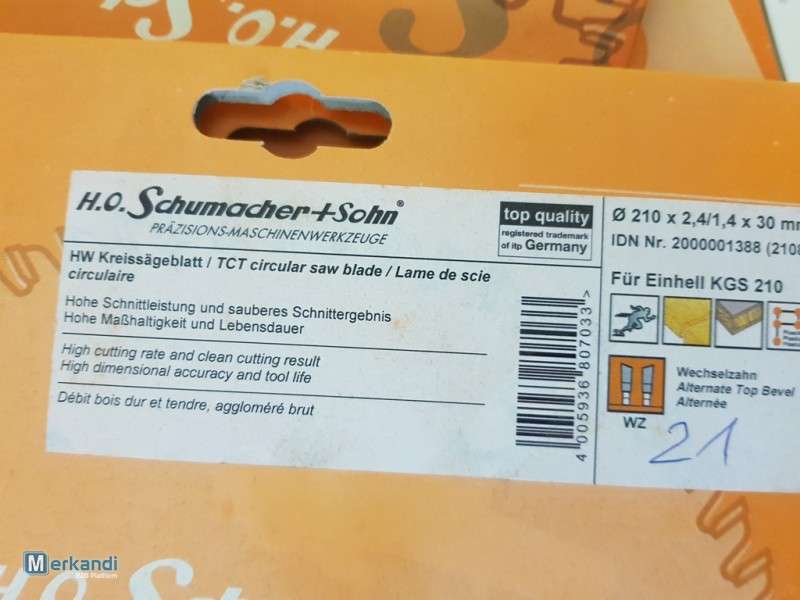 H.O. Schumacher+Sohn®
PRÄZISIONS-MASCHINENWERKZEUGE
top quality
registered trademark
of itp Germany
HW Kreissägeblatt / TCT circular saw blade / Lame de scie
circulaire
Hohe Schnittleistung und sauberes Schnittergebnis
Hohe Maßhaltigkeit und Lebensdauer
High cutting rate and clean cutting result
High dimensional accuracy and tool life
Débit bois dur et tendre, aggloméré brut
4 005936 807033 >
Ø 210 x 2,4/1,4 x 30 mm
IDN Nr. 2000001388 (2108
Für Einhell KGS 210
Wechselzahn
Alternate Top Bevel
Alternée
WZ
21
H.O. S
Merkandi
B2B Platform
H.O. S